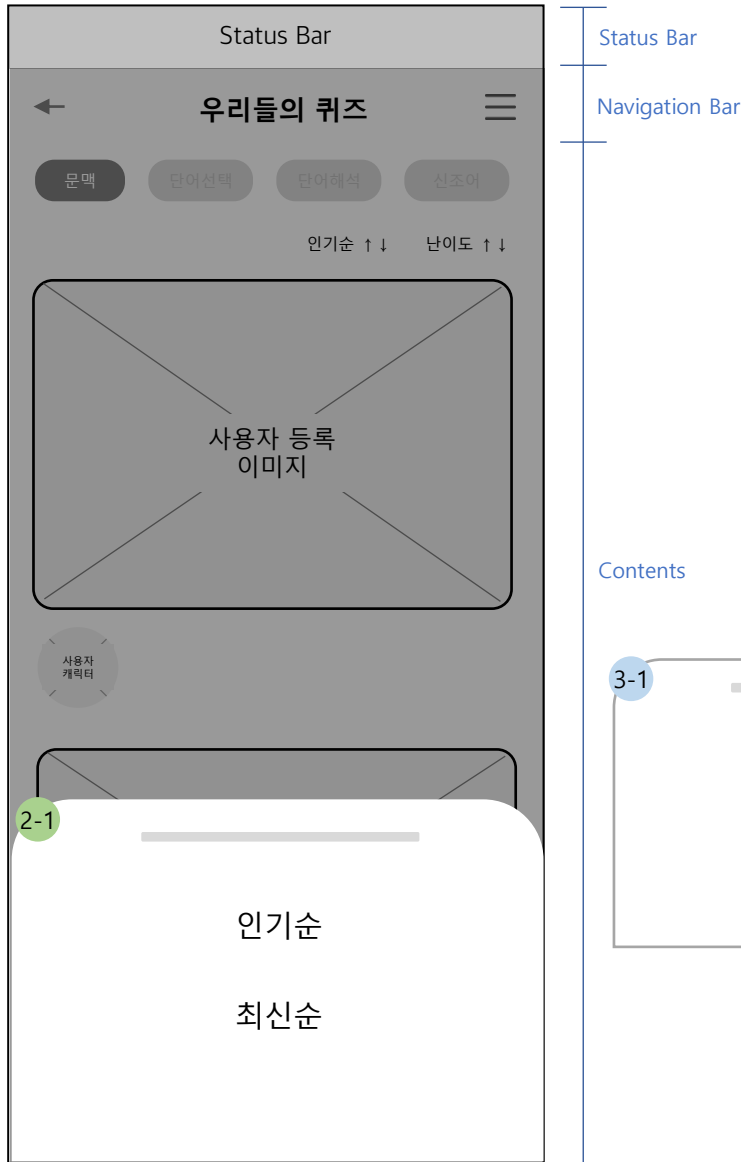 Status Bar
Status Bar
우리들의 퀴즈
Navigation Bar
문맥 단어선택 단어해석 신조어
인기순 ↑↓ 난이도 ↑↓
사용자 등록
이미지
Contents
사용자
캐릭터
3-1
2-1
인기순
최신순